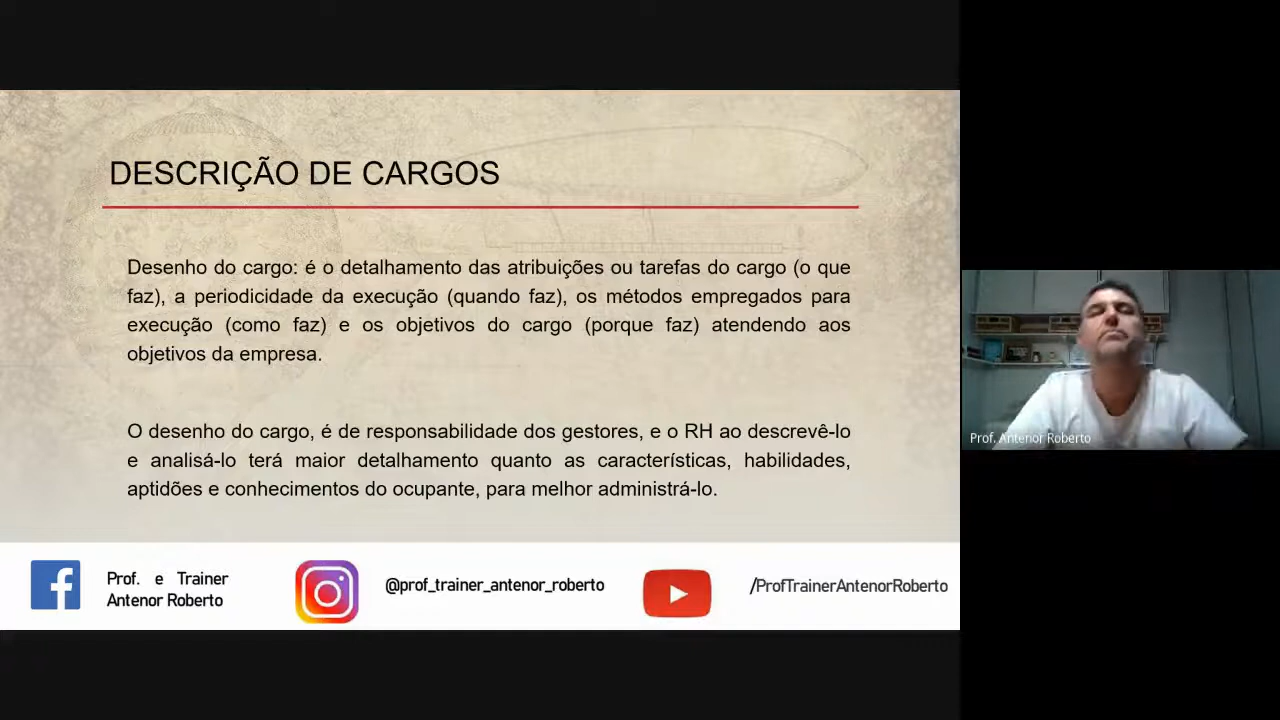 DESCRIÇÃO DE CARGOS
Desenho do cargo: é o detalhamento das atribuições ou tarefas do cargo (o que
faz), a periodicidade da execução (quando faz), os métodos empregados para
execução (como faz) e os objetivos do cargo (porque faz) atendendo aos
objetivos da empresa.
O desenho do cargo, é de responsabilidade dos gestores, e o RH ao descrevê-lo
e analisá-lo terá maior detalhamento quanto as características, habilidades,
aptidões e conhecimentos do ocupante, para melhor administrá-lo.
Prof. e Trainer
Antenor Roberto
@prof_trainer_antenor_roberto
/ProfTrainerAntenorRoberto
Prof. Antenor Roberto